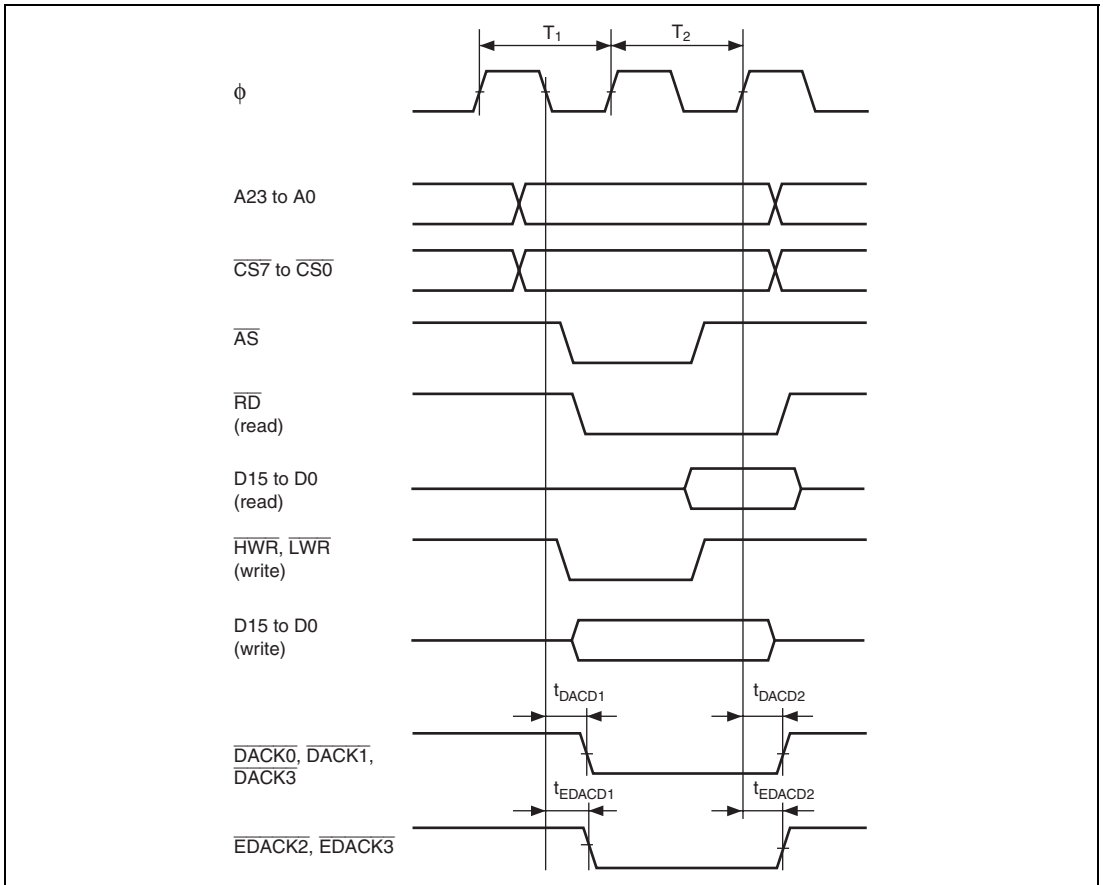 T1 T2
φ
A23 to A0
CS7 to CS0
AS
RD
(read)
D15 to D0
(read)
HWR, LWR
(write)
D15 to D0
(write)
tDACD1 tDACD2
DACK0, DACK1,
DACK3
tEDACD1 tEDACD2
EDACK2, EDACK3